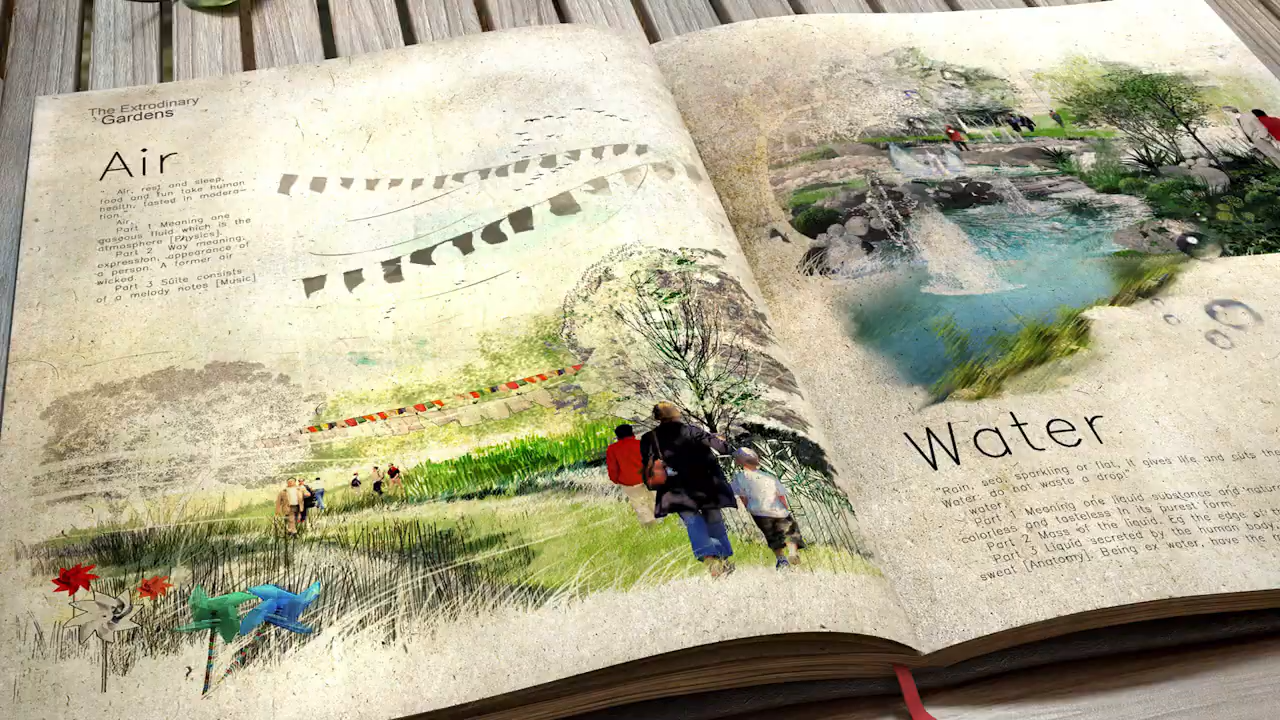 The Extrodinary
Gardens
Air
Air, rest and sleep,
food and fun take human
health, tasted in modera-
tion.
Air.
Part 1 Meaning one
gaseous fluid which is the
atmosphere [Physics].
Part 2 Way meaning,
expression, appearance of
a person. A former air
wicked.
Part 3 Suite consists
of a melody notes [Music]
Water
"Rain, sea, sparkling or flat, it gives life and
Water, do not waste a drop."
water.
Part 1 Meaning one liquid substance and natur
colorless and tasteless in its purest form.
Part 2 Mass of the liquid. Eg the edge of
Part 3 Liquid secreted by the human body
sweat [Anatomy]. Being ex water, have the